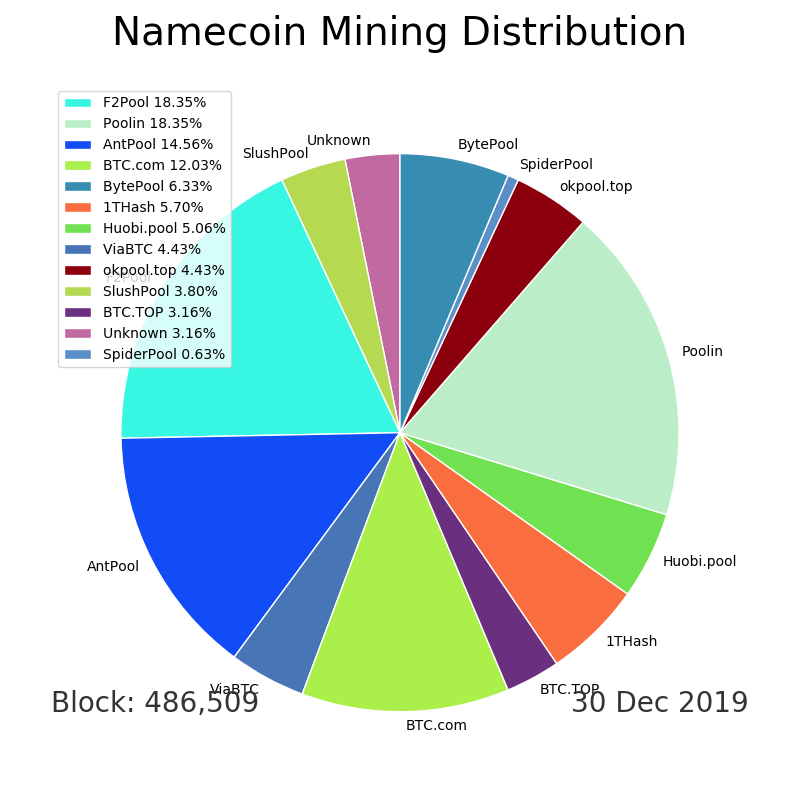 Namecoin Mining Distribution
F2Pool 18.35%
Poolin 18.35%
AntPool 14.56%
BTC.com 12.03%
BytePool 6.33%
1THash 5.70%
Huobi.pool 5.06%
ViaBTC 4.43%
okpool.top 4.43%
SlushPool 3.80%
BTC.TOP 3.16%
Unknown 3.16%
SpiderPool 0.63%
Unknown
SlushPool
BytePool
SpiderPool
okpool.top
F2Pool
Poolin
AntPool
Huobi.pool
1THash
ViaBTC
BTC.TOP
BTC.com
Block: 486,509
30 Dec 2019